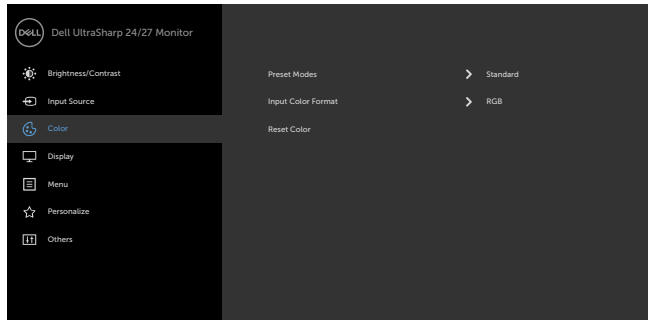 DELL Dell UltraSharp 24/27 Monitor
Brightness/Contrast
Input Source
Color
Display
Menu
Personalize
Others
Preset Modes Standard
Input Color Format RGB
Reset Color